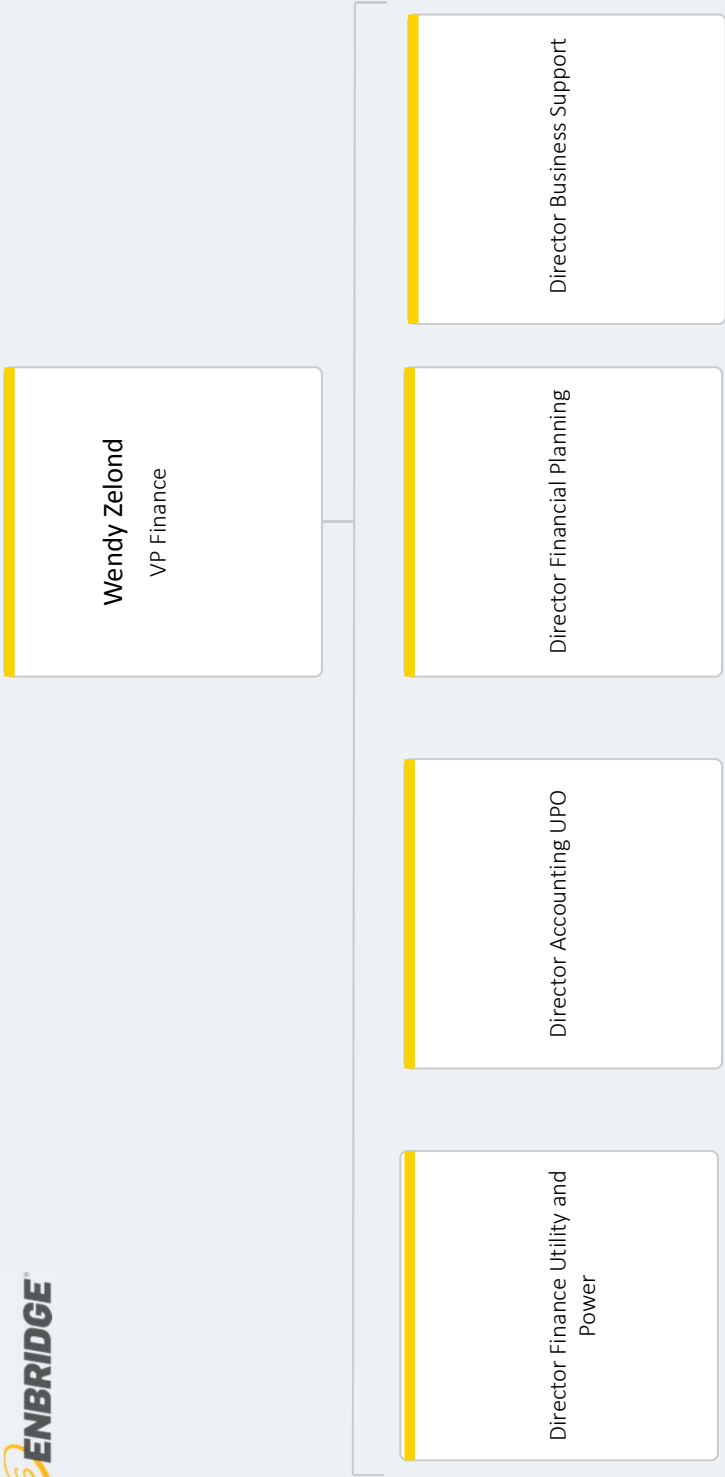 ENBRIDGE®
Wendy Zelond
VP Finance
Director Finance Utility and
Power
Director Accounting UPO
Director Financial Planning
Director Business Support